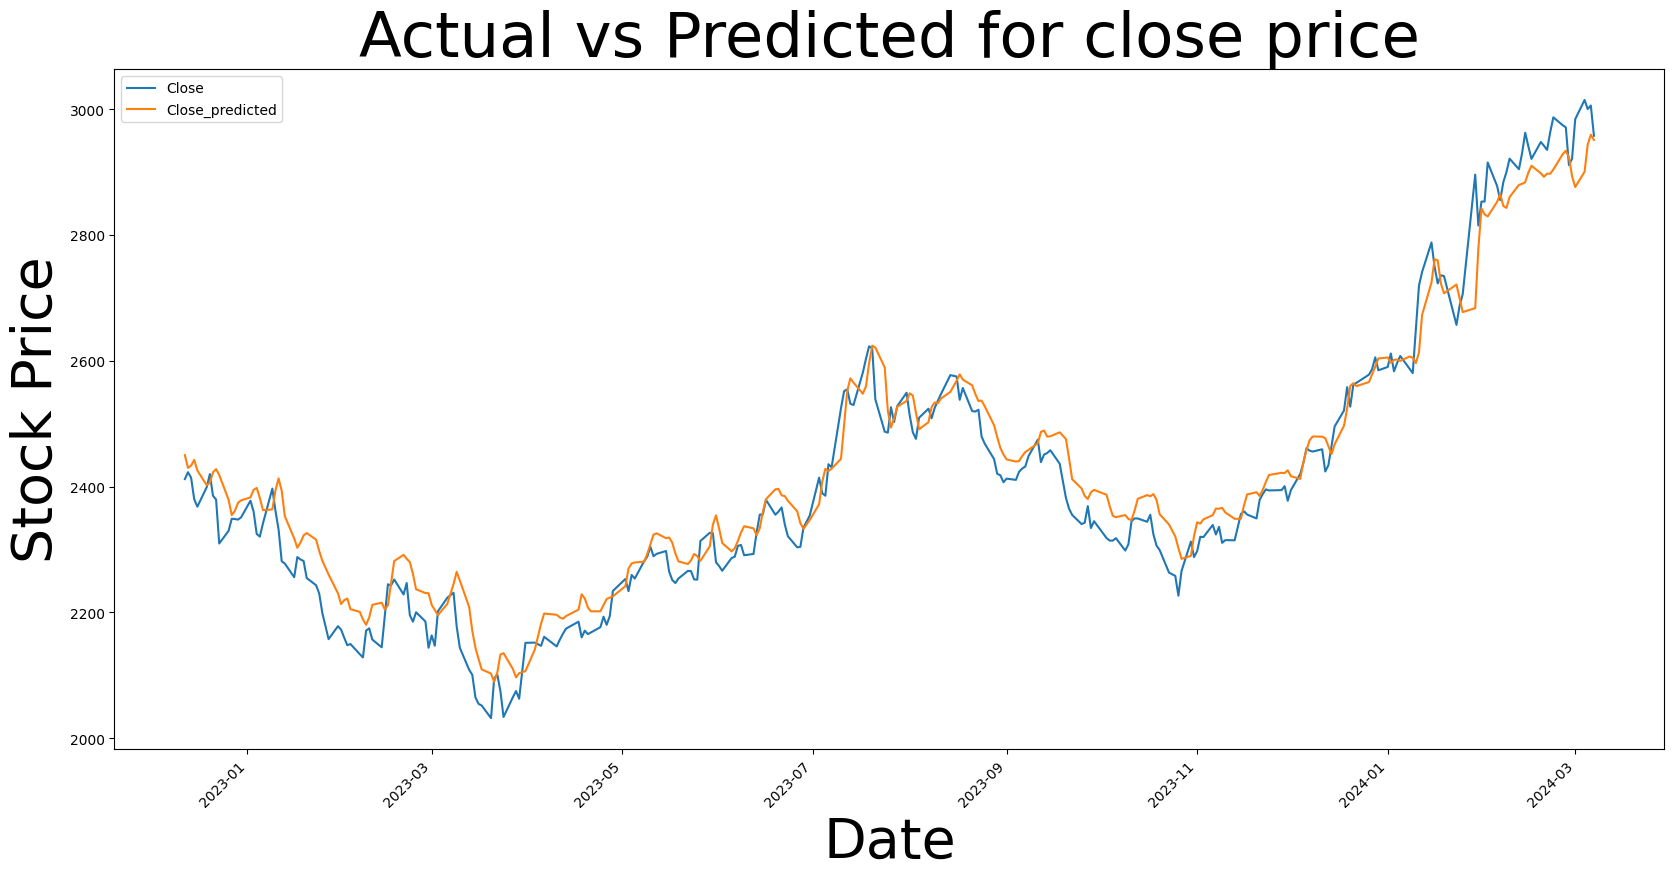 Actual vs Predicted for close price
Close
Close_predicted
Stock Price
3000
2800
2600
2400
2200
2000
2023-01
2023-03
2023-05
2023-07
2023-09
2023-11
2024-01
2024-03
Date